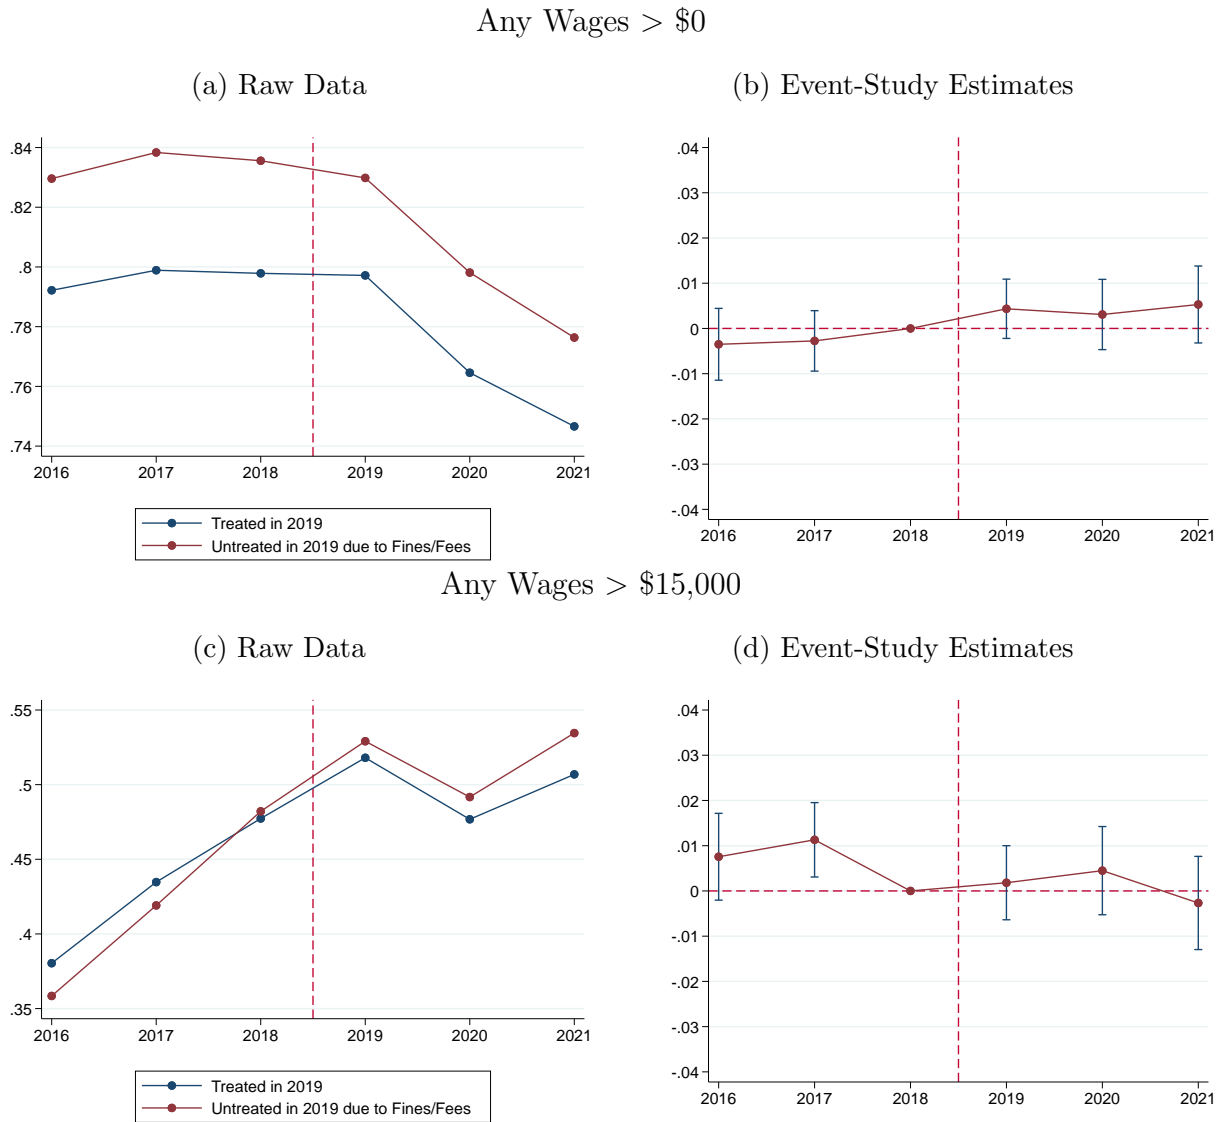 Any Wages > $0
(a) Raw Data
.84
.82
.8
.78
.76
.74
2016 2017 2018 2019 2020 2021
Treated in 2019
Untreated in 2019 due to Fines/Fees
(b) Event-Study Estimates
.04
.03
.02
.01
0
-.01
-.02
-.03
-.04
2016 2017 2018 2019 2020 2021
Any Wages > $15,000
(c) Raw Data
.55
.5
.45
.4
.35
2016 2017 2018 2019 2020 2021
Treated in 2019
Untreated in 2019 due to Fines/Fees
(d) Event-Study Estimates
.04
.03
.02
.01
0
-.01
-.02
-.03
-.04
2016 2017 2018 2019 2020 2021